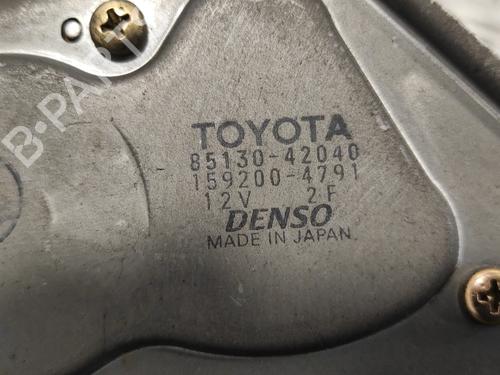 B-PARTS
TOYOTA
85130-42040
159200-4791
12V 2F
DENSO
MADE IN JAPAN